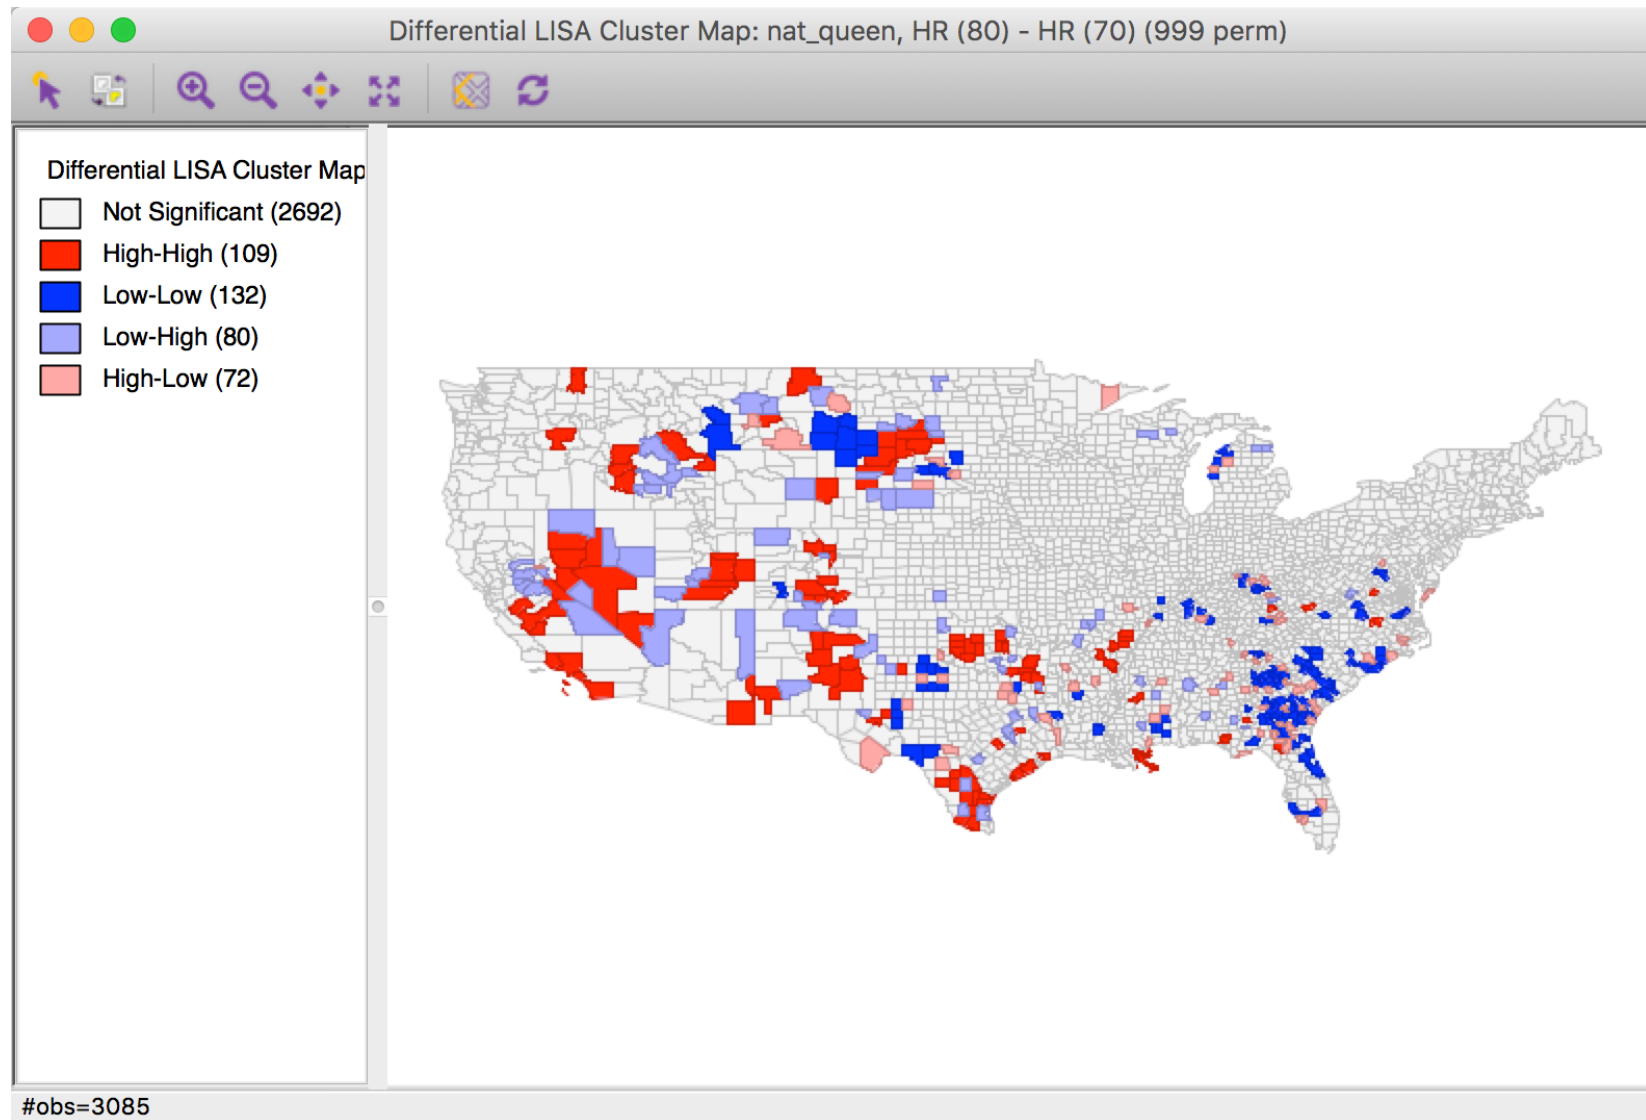 Differential LISA Cluster Map: nat_queen, HR (80) - HR (70) (999 perm)
Differential LISA Cluster Map
Not Significant (2692)
High-High (109)
Low-Low (132)
Low-High (80)
High-Low (72)
#obs=3085